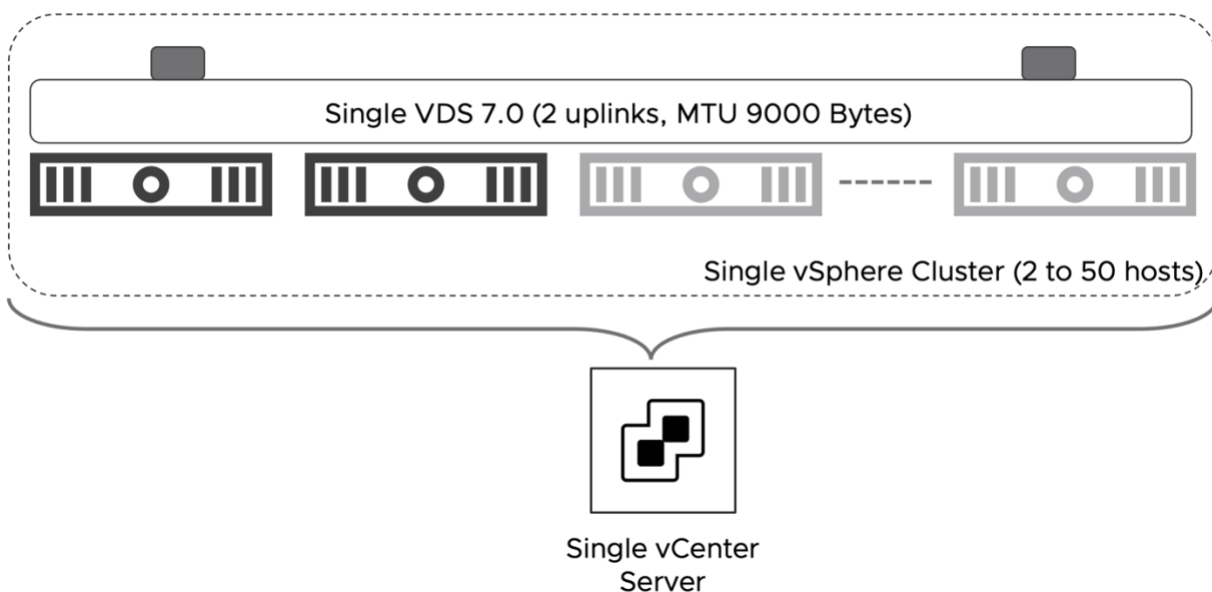 Single VDS 7.0 (2 uplinks, MTU 9000 Bytes)
Single vSphere Cluster (2 to 50 hosts)
Single vCenter
Server